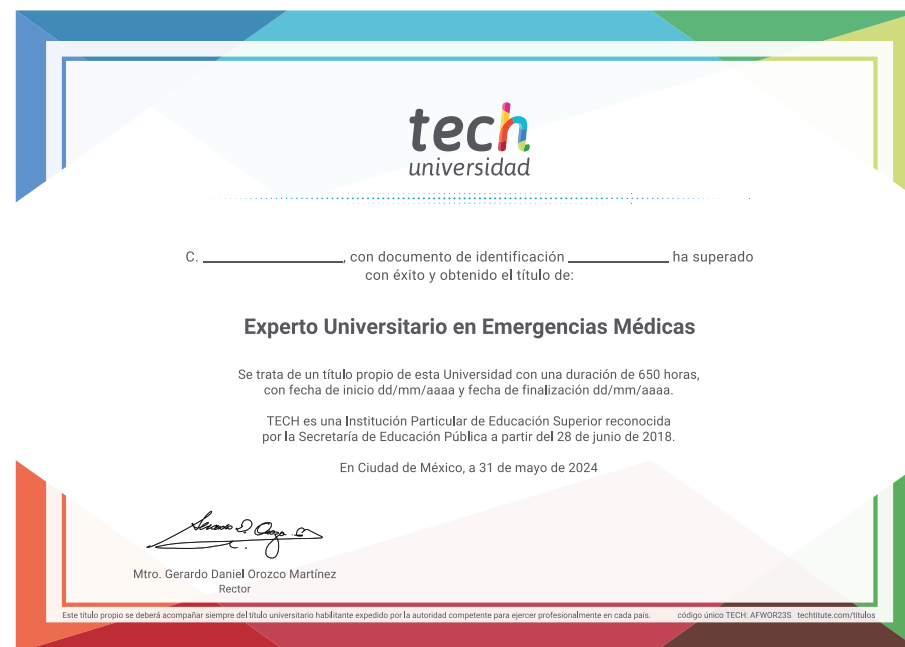 tech
universidad
C. ____________, con documento de identificación ____________ ha superado
con éxito y obtenido el título de:
Experto Universitario en Emergencias Médicas
Se trata de un título propio de esta Universidad con una duración de 650 horas,
con fecha de inicio dd/mm/aaaa y fecha de finalización dd/mm/aaaa.
TECH es una Institución Particular de Educación Superior reconocida
por la Secretaría de Educación Pública a partir del 28 de junio de 2018.
En Ciudad de México, a 31 de mayo de 2024
Mtro. Gerardo Daniel Orozco Martínez
Rector
Este título propio se deberá acompañar siempre del título universitario habilitante expedido por la autoridad competente para ejercer profesionalmente en cada país. código único TECH: AFWOR23S techtitute.com/titulos